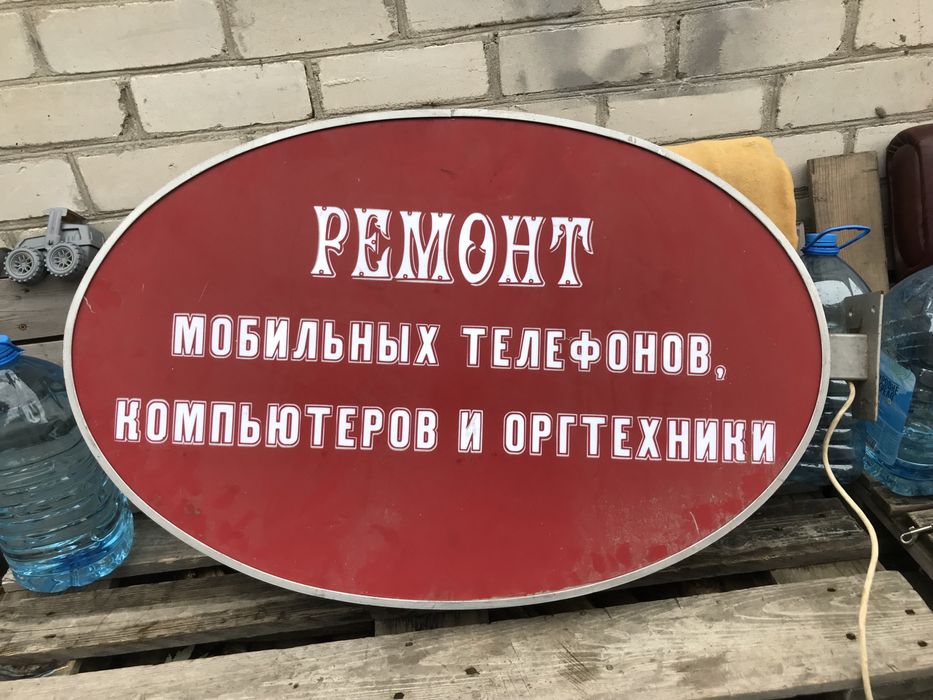 РЕМОНТ
МОБИЛЬНЫХ ТЕЛЕФОНОВ,
КОМПЬЮТЕРОВ И ОРГТЕХНИКИ